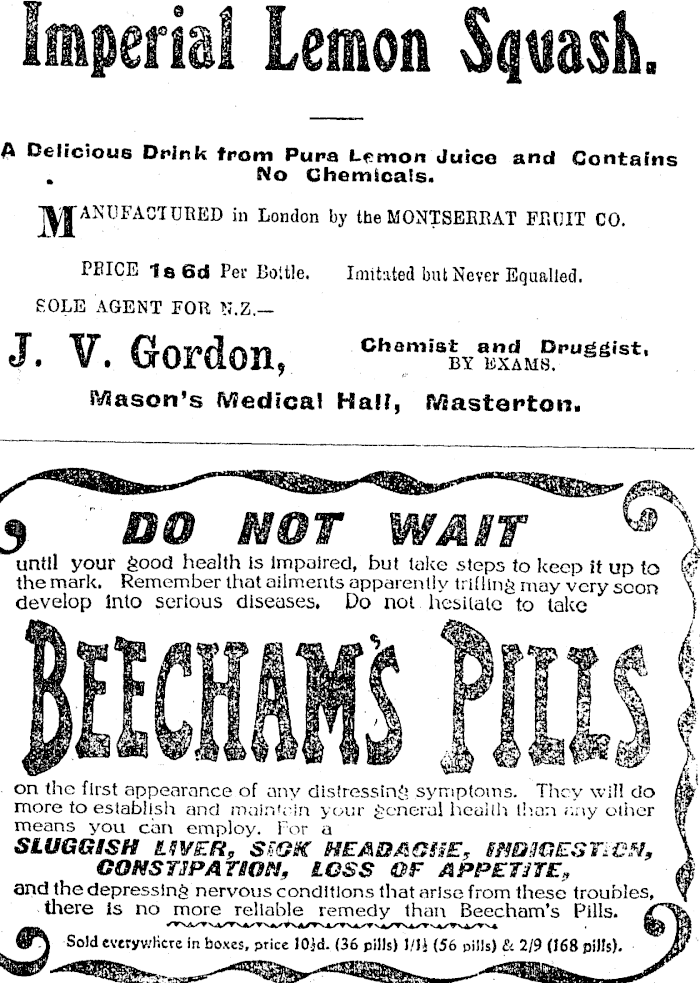 Imperial Lemon Squash.
A Delicious Drink from Pura Lemon Juice and Contains
No Chemicals.
MANUFACTURED in London by the MONTSERRAT FRUIT CO.
PRICE 1s 6d Per Bottle. Imitated but Never Equalled.
SOLE AGENT FOR N.Z.—
J. V. Gordon, Chemist and Druggist,
BY EXAMS.
Mason's Medical Hall, Masterton.
DO NOT WAIT
until your good health is impaired, but take steps to keep it up to
the mark. Remember that ailments apparently trifling may very soon
develop into serious diseases. Do not hesitate to take
BEECHAM'S PILLS
on the first appearance of any distressing symptoms. They will do
more to establish and maintain your general health than any other
means you can employ. For a
SLUGGISH LIVER, SICK HEADACHE, INDIGESTION,
CONSTIPATION, LOSS OF APPETITE,
and the depressing nervous conditions that arise from these troubles,
there is no more reliable remedy than Beecham's Pills.
Sold everywhere in boxes, price 10½d. (36 pills) 1/1½ (56 pills) & 2/9 (168 pills).